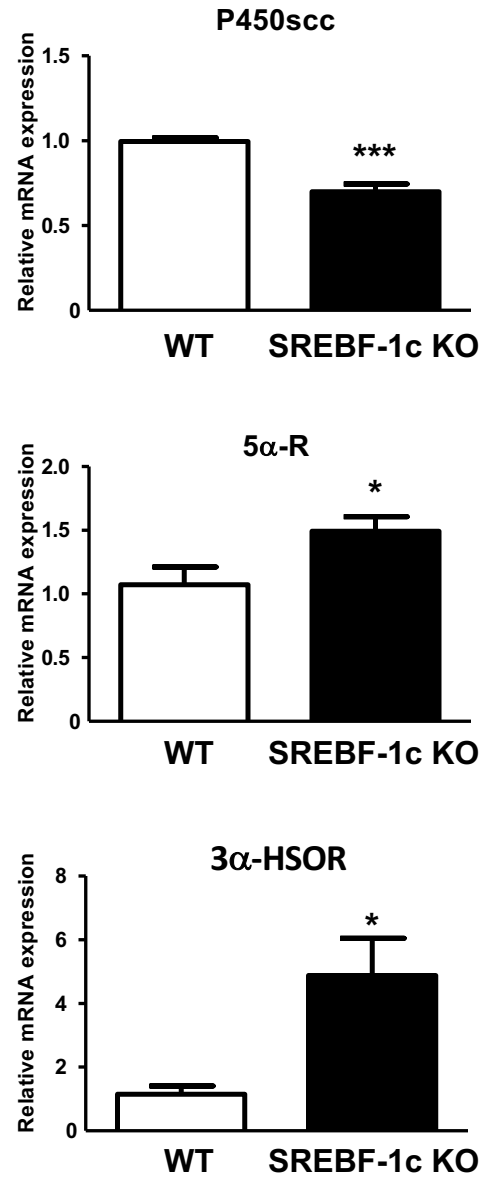 P450scc
Relative mRNA expression
1.5
1.0
0.5
0
***
WT SREBF-1c KO
5α-R
Relative mRNA expression
2.0
1.5
1.0
0.5
0
*
WT SREBF-1c KO
3α-HSOR
Relative mRNA expression
8
6
4
2
0
*
WT SREBF-1c KO